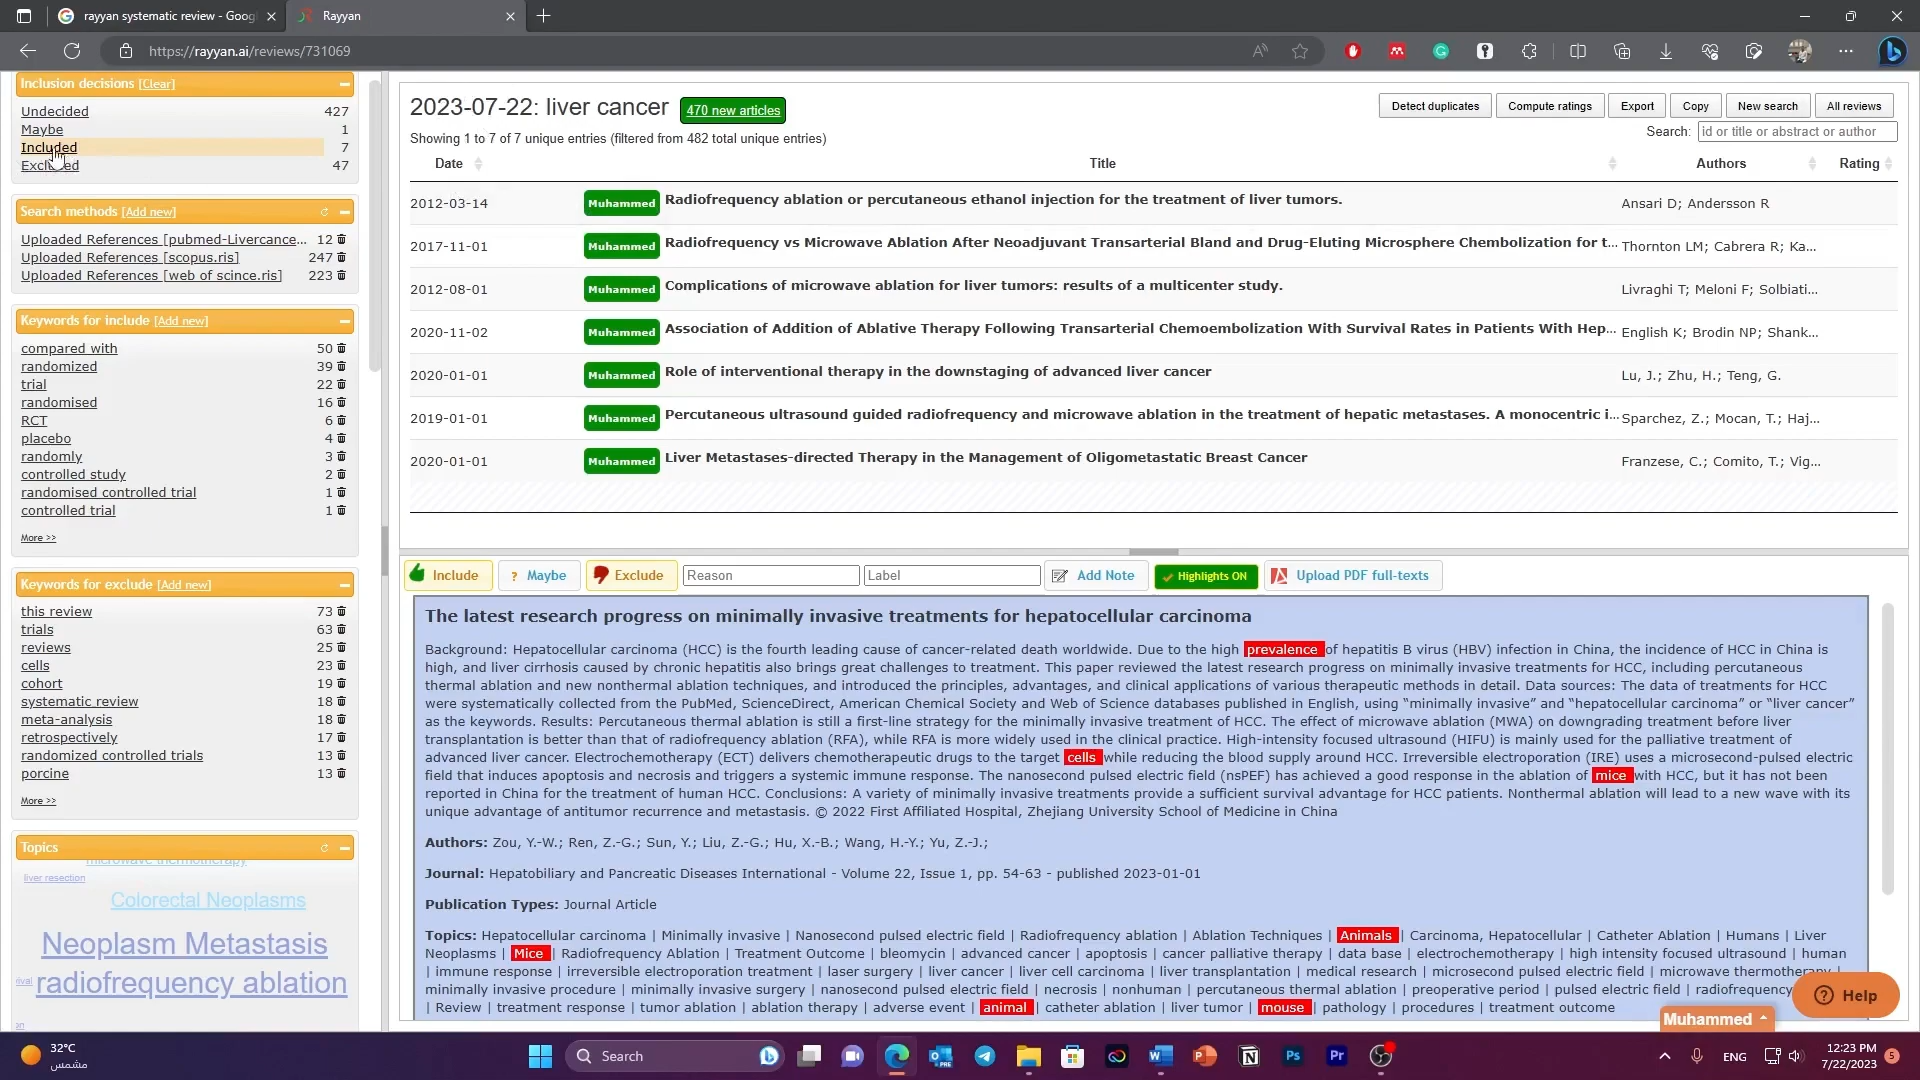 rayyan systematic review - Goog
Rayyan
https://rayyan.ai/reviews/731069
Inclusion decisions [Clear]
Undecided 427
Maybe 1
Included 7
Excluded 47
Search methods [Add new]
Uploaded References [pubmed-Livercance... 12
Uploaded References [scopus.ris] 247
Uploaded References [web of scince.ris] 223
Keywords for include [Add new]
compared with 50
randomized 39
trial 22
randomised 16
RCT 6
placebo 4
randomly 3
controlled study 2
randomised controlled trial 1
controlled trial 1
More >>
Keywords for exclude [Add new]
this review 73
trials 63
reviews 25
cells 23
cohort 19
systematic review 18
meta-analysis 18
retrospectively 17
randomized controlled trials 13
porcine 13
More >>
Topics
microwave thermotherapy
liver resection
Colorectal Neoplasms
Neoplasm Metastasis
radiofrequency ablation
2023-07-22: liver cancer 470 new articles
Detect duplicates Compute ratings Export Copy New search All reviews
Showing 1 to 7 of 7 unique entries (filtered from 482 total unique entries)
Search: id or title or abstract or author
Date Title Authors Rating
2012-03-14 Muhammed Radiofrequency ablation or percutaneous ethanol injection for the treatment of liver tumors. Ansari D; Andersson R
2017-11-01 Muhammed Radiofrequency vs Microwave Ablation After Neoadjuvant Transarterial Bland and Drug-Eluting Microsphere Chembolization for t... Thornton LM; Cabrera R; Ka...
2012-08-01 Muhammed Complications of microwave ablation for liver tumors: results of a multicenter study. Livraghi T; Meloni F; Solbiati...
2020-11-02 Muhammed Association of Addition of Ablative Therapy Following Transarterial Chemoembolization With Survival Rates in Patients With Hep... English K; Brodin NP; Shank...
2020-01-01 Muhammed Role of interventional therapy in the downstaging of advanced liver cancer Lu, J.; Zhu, H.; Teng, G.
2019-01-01 Muhammed Percutaneous ultrasound guided radiofrequency and microwave ablation in the treatment of hepatic metastases. A monocentric i... Sparchez, Z.; Mocan, T.; Haj...
2020-01-01 Muhammed Liver Metastases-directed Therapy in the Management of Oligometastatic Breast Cancer Franzese, C.; Comito, T.; Vig...
Include ? Maybe Exclude Reason Label Add Note Highlights ON Upload PDF full-texts
The latest research progress on minimally invasive treatments for hepatocellular carcinoma
Background: Hepatocellular carcinoma (HCC) is the fourth leading cause of cancer-related death worldwide. Due to the high prevalence of hepatitis B virus (HBV) infection in China, the incidence of HCC in China is
high, and liver cirrhosis caused by chronic hepatitis also brings great challenges to treatment. This paper reviewed the latest research progress on minimally invasive treatments for HCC, including percutaneous
thermal ablation and new nonthermal ablation techniques, and introduced the principles, advantages, and clinical applications of various therapeutic methods in detail. Data sources: The data of treatments for HCC
were systematically collected from the PubMed, ScienceDirect, American Chemical Society and Web of Science databases published in English, using “minimally invasive” and “hepatocellular carcinoma” or “liver cancer”
as the keywords. Results: Percutaneous thermal ablation is still a first-line strategy for the minimally invasive treatment of HCC. The effect of microwave ablation (MWA) on downgrading treatment before liver
transplantation is better than that of radiofrequency ablation (RFA), while RFA is more widely used in the clinical practice. High-intensity focused ultrasound (HIFU) is mainly used for the palliative treatment of
advanced liver cancer. Electrochemotherapy (ECT) delivers chemotherapeutic drugs to the target cells while reducing the blood supply around HCC. Irreversible electroporation (IRE) uses a microsecond-pulsed electric
field that induces apoptosis and necrosis and triggers a systemic immune response. The nanosecond pulsed electric field (nsPEF) has achieved a good response in the ablation of mice with HCC, but it has not been
reported in China for the treatment of human HCC. Conclusions: A variety of minimally invasive treatments provide a sufficient survival advantage for HCC patients. Nonthermal ablation will lead to a new wave with its
unique advantage of antitumor recurrence and metastasis. © 2022 First Affiliated Hospital, Zhejiang University School of Medicine in China
Authors: Zou, Y.-W.; Ren, Z.-G.; Sun, Y.; Liu, Z.-G.; Hu, X.-B.; Wang, H.-Y.; Yu, Z.-J.;
Journal: Hepatobiliary and Pancreatic Diseases International - Volume 22, Issue 1, pp. 54-63 - published 2023-01-01
Publication Types: Journal Article
Topics: Hepatocellular carcinoma | Minimally invasive | Nanosecond pulsed electric field | Radiofrequency ablation | Ablation Techniques | Animals | Carcinoma, Hepatocellular | Catheter Ablation | Humans | Liver
Neoplasms | Mice | Radiofrequency Ablation | Treatment Outcome | bleomycin | advanced cancer | apoptosis | cancer palliative therapy | data base | electrochemotherapy | high intensity focused ultrasound | human
| immune response | irreversible electroporation treatment | laser surgery | liver cancer | liver cell carcinoma | liver transplantation | medical research | microsecond pulsed electric field | microwave thermotherapy |
minimally invasive procedure | minimally invasive surgery | nanosecond pulsed electric field | necrosis | nonhuman | percutaneous thermal ablation | preoperative period | pulsed electric field | radiofrequency
| Review | treatment response | tumor ablation | ablation therapy | adverse event | animal | catheter ablation | liver tumor | mouse | pathology | procedures | treatment outcome
Help
Muhammed
32°C
مشمس
Search
ENG
12:23 PM
7/22/2023
5